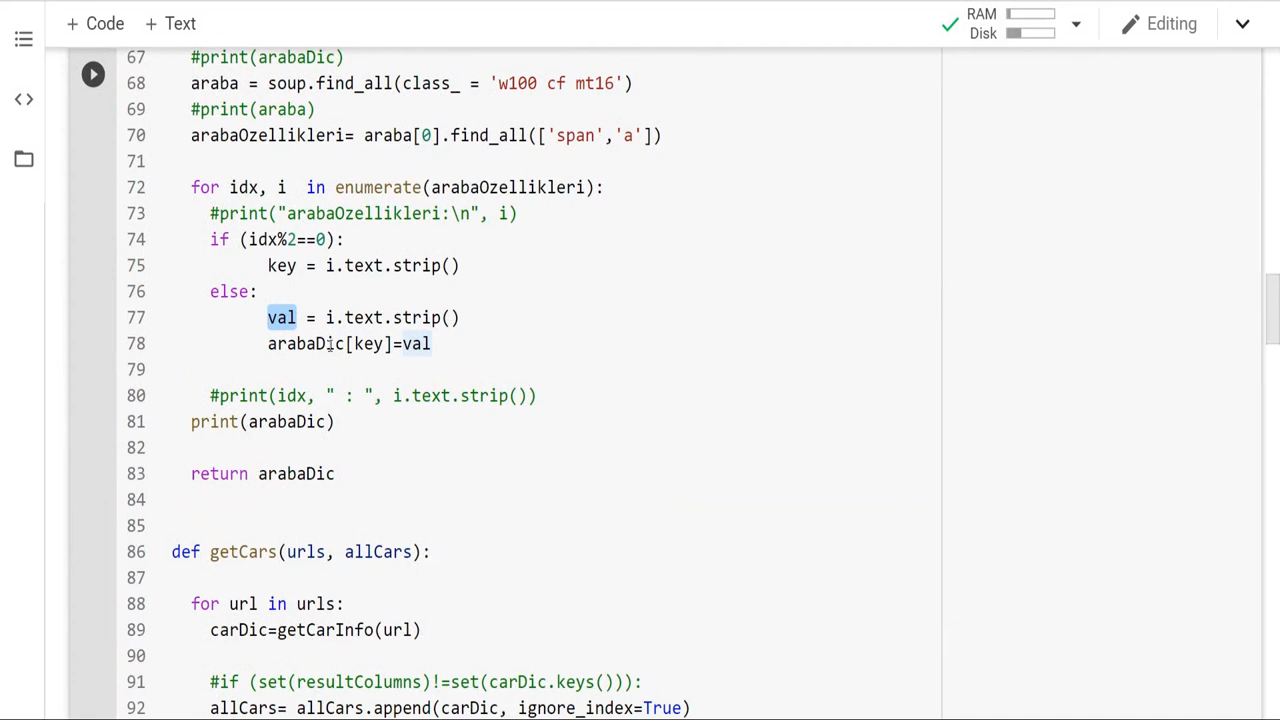 + Code + Text
RAM
Disk
Editing
67 #print(arabaDic)
68 araba = soup.find_all(class_ = 'w100 cf mt16')
69 #print(araba)
70 arabaOzellikleri= araba[0].find_all(['span','a'])
71
72 for idx, i  in enumerate(arabaOzellikleri):
73 #print("arabaOzellikleri:\n", i)
74 if (idx%2==0):
75 key = i.text.strip()
76 else:
77 val = i.text.strip()
78 arabaDic[key]=val
79
80 #print(idx, " : ", i.text.strip())
81 print(arabaDic)
82
83 return arabaDic
84
85
86 def getCars(urls, allCars):
87
88 for url in urls:
89 carDic=getCarInfo(url)
90
91 #if (set(resultColumns)!=set(carDic.keys())):
92 allCars= allCars.append(carDic, ignore_index=True)